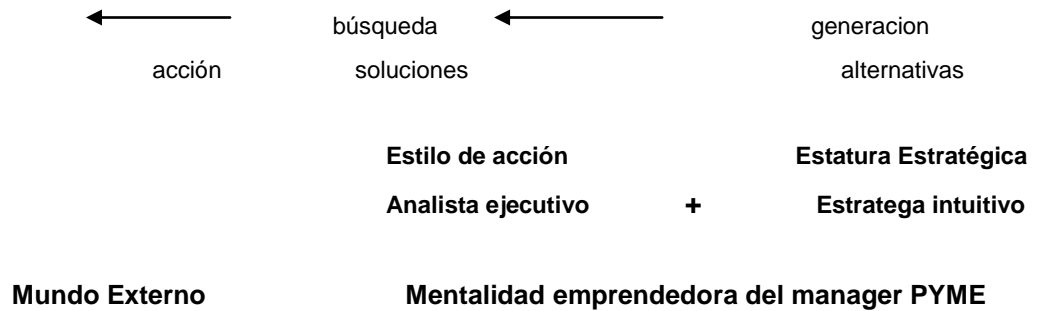 búsqueda generacion
acción soluciones alternativas
Estilo de acción Estatura Estratégica
Analista ejecutivo + Estratega intuitivo
Mundo Externo Mentalidad emprendedora del manager PYME